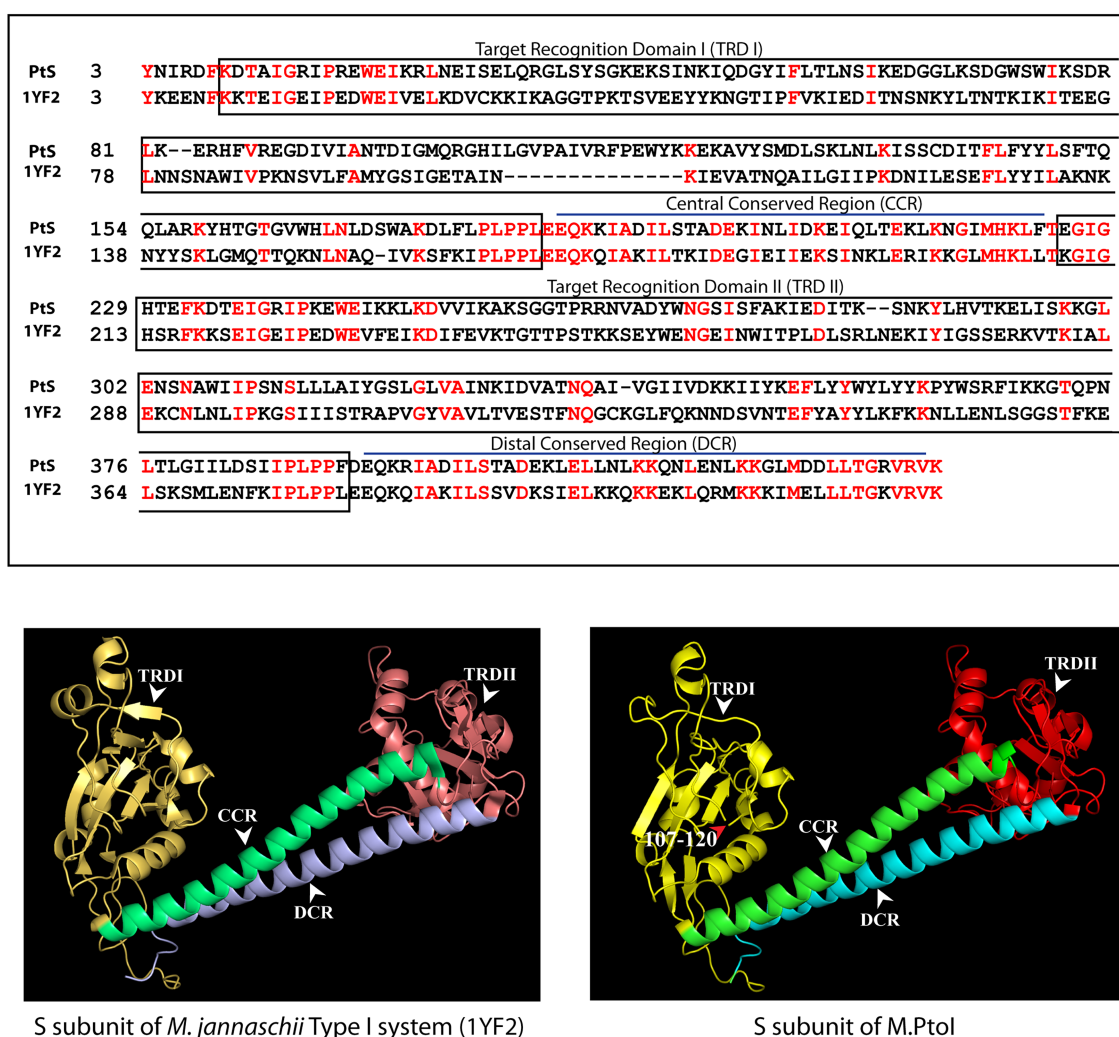 Target Recognition Domain I (TRD I)
PtS 3 YNIRDFKDTAIGRIPREWEIKRLNEISELQRGLSYSGKEKSINKIQDGYIFLTLNSIKEDGGLKSDGWSWIKSDR
1YF2 3 YKEENFKKTEIGEIPEDWEIVELKDVCKKIKAGGTPKTSVEEYYKNGTIPFVKIEDITNSNKYLTNTKIKITEEG
PtS 81 LK--ERHFVREGDIVIANTDIGMQRGHILGVPAIVRFPEWYKKEKAVYSMDLSKLNLKISSCDITFLFYYLSFTQ
1YF2 78 LNNSNAWIVPKNSVLFAMYGSIGETAIN--------------KIEVATNQAILGIIPKDNILESEFLYYILAKNK
Central Conserved Region (CCR)
PtS 154 QLARKYHTGTGVWHLNLDSWAKDLFLPLPPLEEQKKIADILSTADEKINLIDKEIQLTEKLKNGIMHKLFTEGIG
1YF2 138 NYYSKLGMQTTQKNLNAQ-IVKSFKIPLPPLEEQKQIAKILTKIDEGIEIIEKSINKLERIKKGLMHKLLTKGIG
Target Recognition Domain II (TRD II)
PtS 229 HTEFKDTEIGRIPKEWEIKKLKDVVIKAKSGGTPRRNVADYWNGSISFAKIEDITK--SNKYLHVTKELISKKGL
1YF2 213 HSRFKKSEIGEIPEDWEVFEIKDIFEVKTGTTPSTKKSEYWENGEINWITPLDLSRLNEKIYIGSSERKVTKIAL
PtS 302 ENSNAWIIPSNSLLLAIYGSLGLVAINKIDVATNQAI-VGIIVDKKIIYKEFLYYWYLYYKPYWSRFIKKGTQPN
1YF2 288 EKCNLNLIPKGSIIISTRAPVGYVAVLTVESTFNQGCKGLFQKNNDSVNTEFYAYYLKFKKNLLENLSGGSTFKE
Distal Conserved Region (DCR)
PtS 376 LTLGIILDSIIPLPPFDEQKRIADILSTADEKLELLNLKKQNLENLKKGLMDDLLTGRVRVK
1YF2 364 LSKSMLENFKIPLPPLEEQKQIAKILSSVDKSIELKKQKKEKLQRMKKKIMELLLTGKVRVK
TRDI
TRDII
CCR
DCR
TRDI
TRDII
107-120
CCR
DCR
S subunit of M. jannaschii Type I system (1YF2)
S subunit of M.PtoI